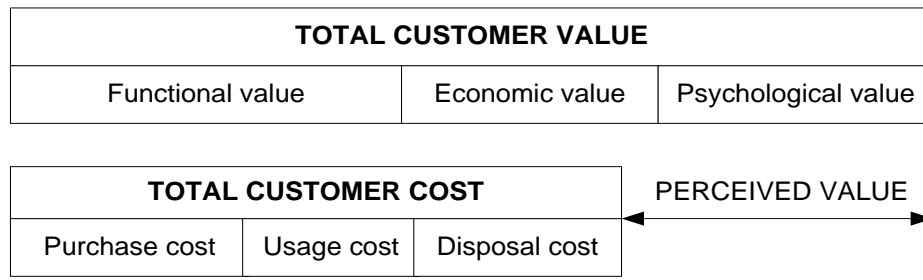 TOTAL CUSTOMER VALUE
Functional value Economic value Psychological value
TOTAL CUSTOMER COST PERCEIVED VALUE
Purchase cost Usage cost Disposal cost